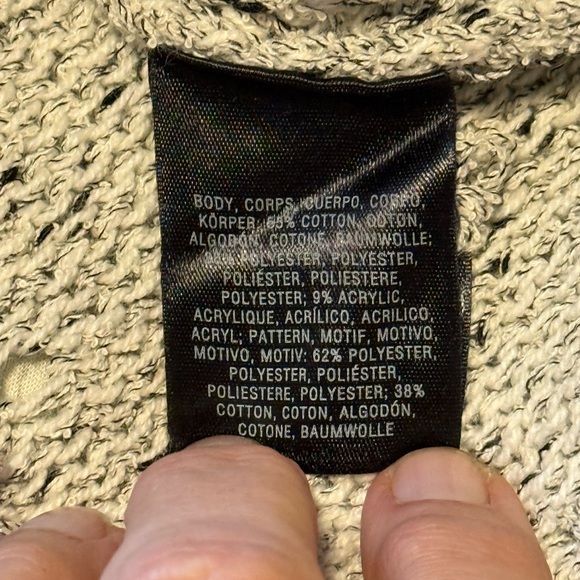 BODY, CORPS, CUERPO, CORPO,
KÖRPER, COTTON, COTON,
ALGODÓN, COTONE, BAUMWOLLE;
POLYESTER, POLYESTER,
POLIÉSTER, POLIESTERE,
POLYESTER; 9% ACRYLIC,
ACRYLIQUE, ACRÍLICO, ACRILICO,
ACRYL; PATTERN, MOTIF, MOTIVO,
MOTIVO, MOTIV: 62% POLYESTER,
POLYESTER, POLIÉSTER,
POLIESTERE, POLYESTER; 38%
COTTON, COTON, ALGODÓN,
COTONE, BAUMWOLLE